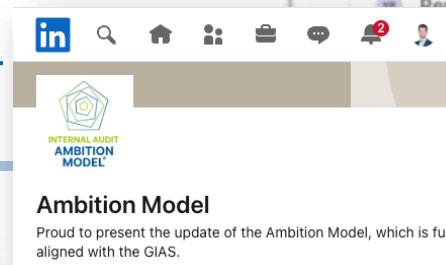 in
2
INTERNAL AUDIT
AMBITION
MODEL
Ambition Model
Proud to present the update of the Ambition Model, which is fu
aligned with the GIAS.